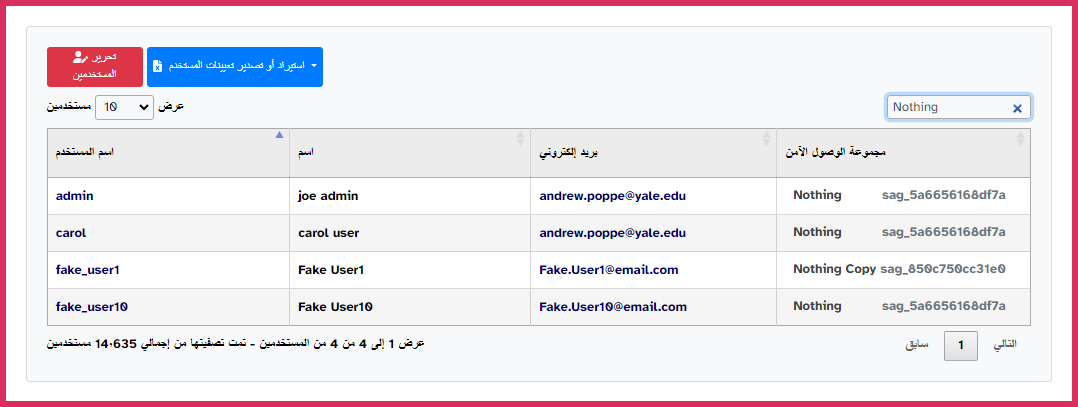 تحرير
المستخدمين
استيراد أو تصدير تعيينات المستخدم
عرض 10 مستخدمين
Nothing
اسم المستخدم اسم بريد إلكتروني مجموعة الوصول الآمن
admin joe admin andrew.poppe@yale.edu Nothing sag_5a6656168df7a
carol carol user andrew.poppe@yale.edu Nothing sag_5a6656168df7a
fake_user1 Fake User1 Fake.User1@email.com Nothing Copy sag_850c750cc31e0
fake_user10 Fake User10 Fake.User10@email.com Nothing sag_5a6656168df7a
عرض 1 إلى 4 من 4 من المستخدمين - تمت تصفيتها من إجمالي 14٬635 مستخدمين
سابق 1 التالي